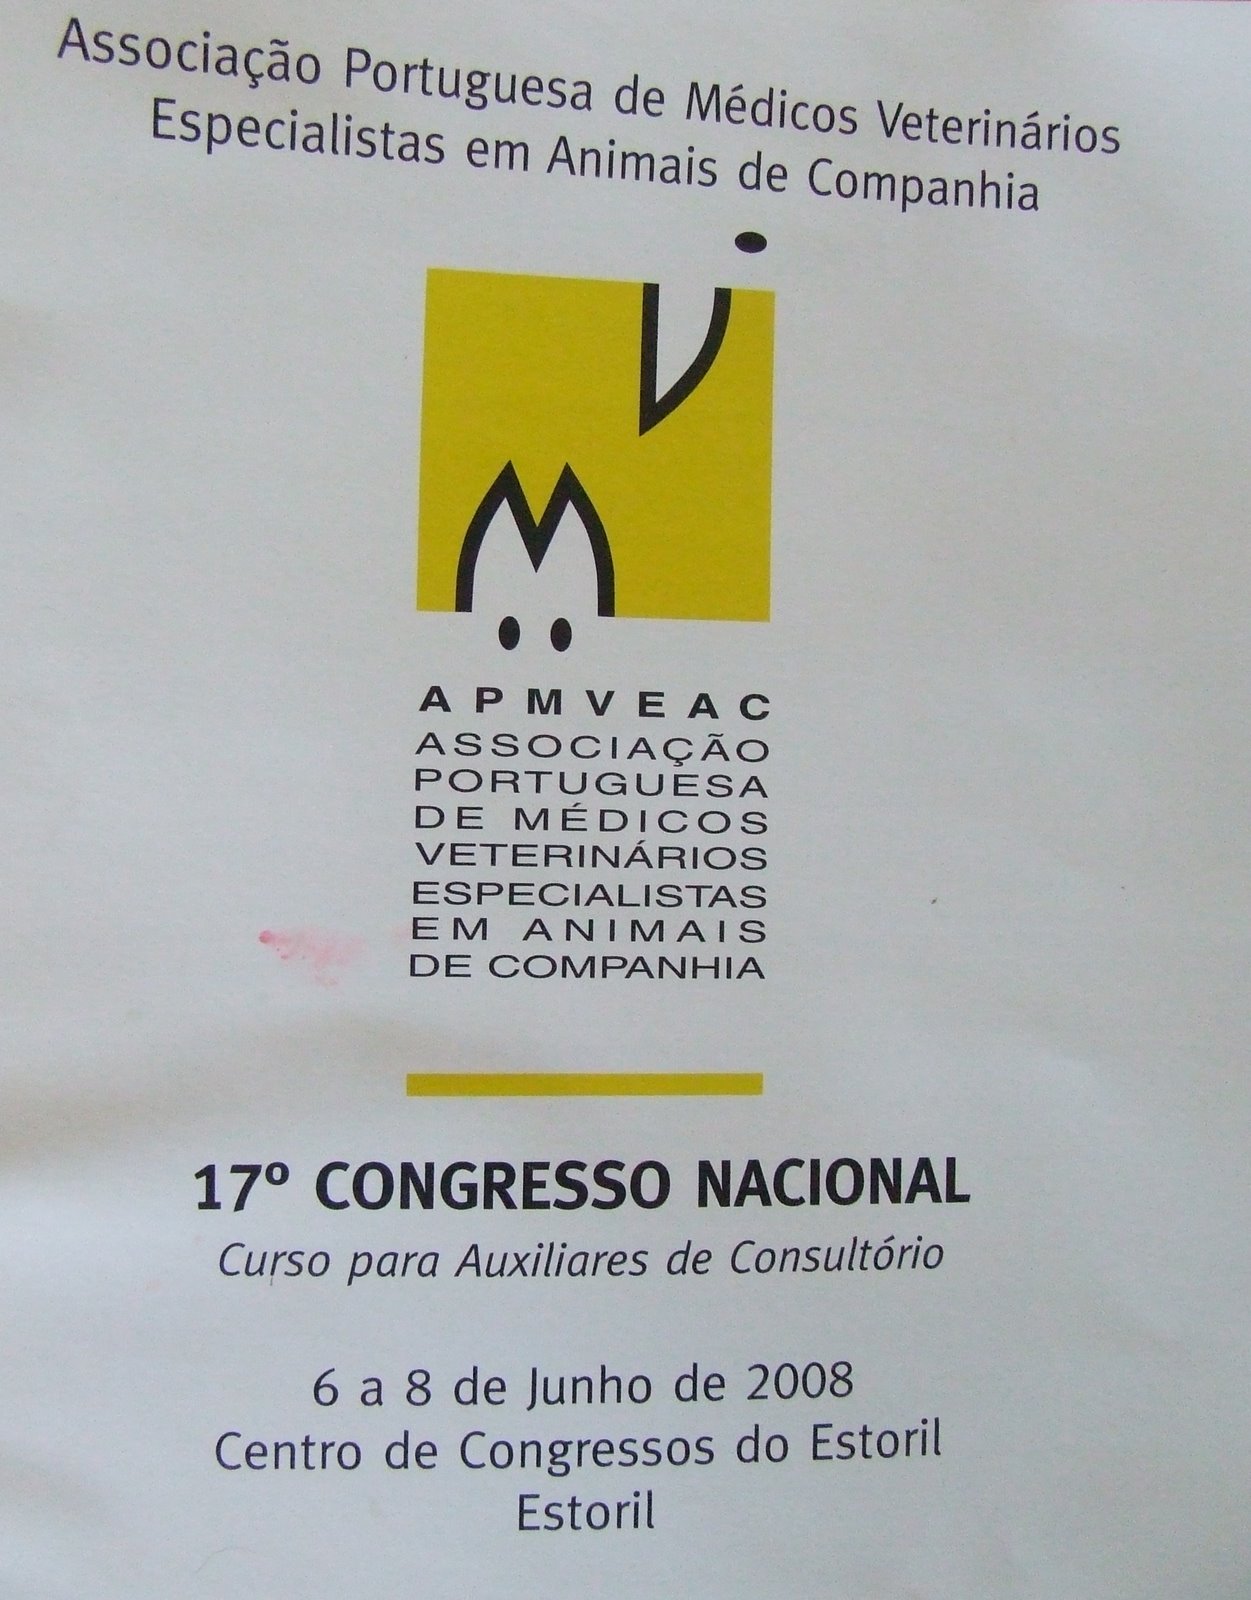 Associação Portuguesa de Médicos Veterinários
Especialistas em Animais de Companhia
A P M V E A C
ASSOCIAÇÃO
PORTUGUESA
DE MÉDICOS
VETERINÁRIOS
ESPECIALISTAS
EM ANIMAIS
DE COMPANHIA
17º CONGRESSO NACIONAL
Curso para Auxiliares de Consultório
6 a 8 de Junho de 2008
Centro de Congressos do Estoril
Estoril